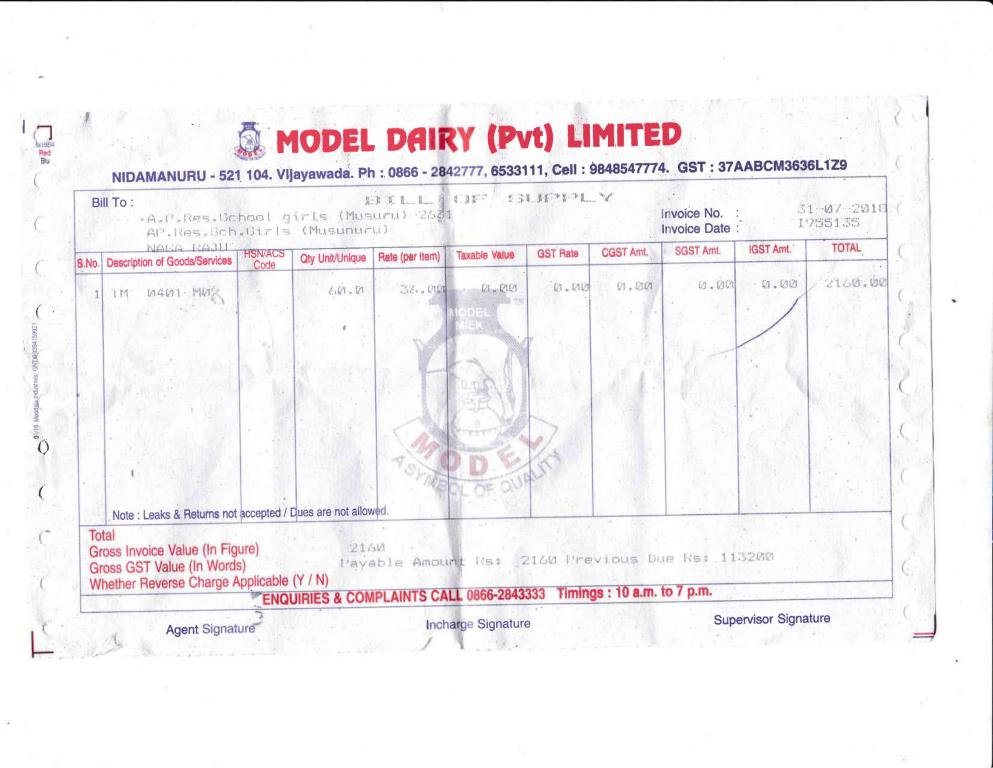 MODEL DAIRY (Pvt) LIMITED
NIDAMANURU - 521 104. Vijayawada. Ph : 0866 - 2842777, 6533111, Cell : 9848547774. GST : 37AABCM3636L1Z9
Bill To :
BILL OF SUPPLY
A.P.Res.School girls (Musuru)
AP.Res.Sch.Girls (Musunuru)
NAGA RAJU
Invoice No. : 31-07-2018
Invoice Date : I755135
S.No. Description of Goods/Services HSN/ACS Code Qty Unit/Unique Rate (per item) Taxable Value GST Rate CGST Amt. SGST Amt. IGST Amt. TOTAL
1 TM 0401 60.0 36.00 0.00 0.00 0.00 0.00 0.00 2160.00
MODEL
MILK
MODEL
A SYMBOL OF QUALITY
Note : Leaks & Returns not accepted / Dues are not allowed.
Total
Gross Invoice Value (In Figure) 2160
Gross GST Value (In Words) Payable Amount Rs: 2160 Previous Due Rs: 113200
Whether Reverse Charge Applicable (Y / N)
ENQUIRIES & COMPLAINTS CALL 0866-2843333 Timings : 10 a.m. to 7 p.m.
Agent Signature Incharge Signature Supervisor Signature